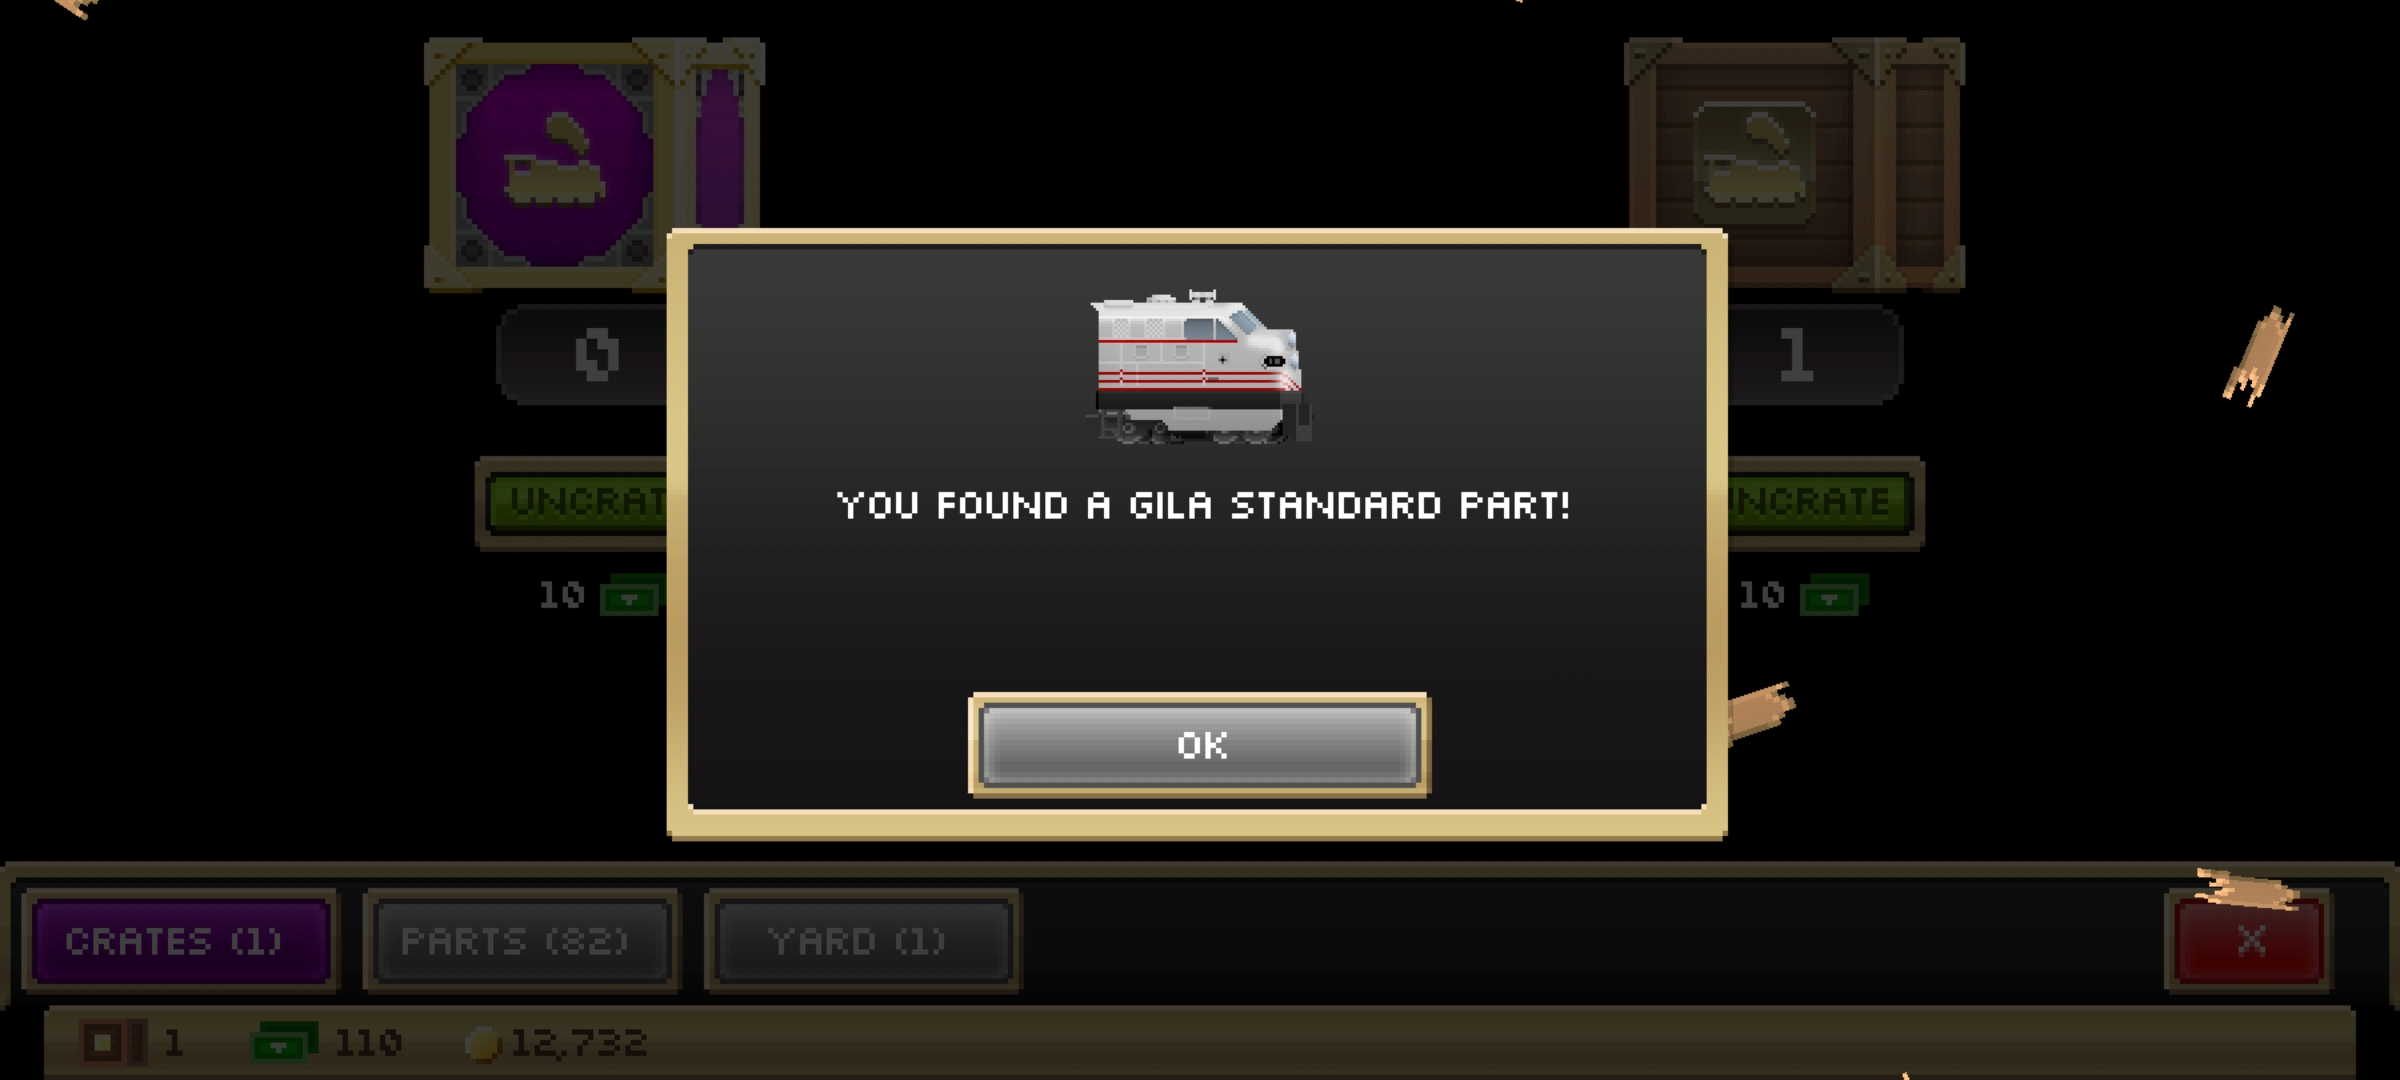 0
1
YOU FOUND A GILA STANDARD PART!
UNCRAT
NCRATE
10
10
OK
CRATES (1)
PARTS (82)
YARD (1)
X
1
110
12,732